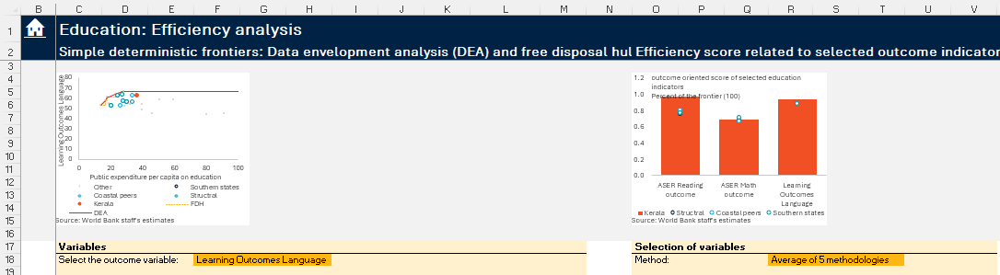 B C D E F G H I J K L M N O P Q R S T U V
1 Education: Efficiency analysis
2 Simple deterministic frontiers: Data envelopment analysis (DEA) and free disposal hul Efficiency score related to selected outcome indicator
3
4
5
6
7
8
9
10
11
12
13
14
15
16
17
18
19
Learning Outcomes Language
80
70
60
50
40
30
20
10
0
0 20 40 60 80 100
Public expenditure per capita on education
Other Southern states
Coastal peers Structral
Kerala FDH
DEA
Source: World Bank staff's estimates
outcome oriented score of selected education
indicators
Percent of the frontier (100)
1.2
1.0
0.8
0.6
0.4
0.2
0.0
ASER Reading outcome
ASER Math outcome
Learning Outcomes Language
Kerala Structral Coastal peers Southern states
Source: World Bank staff's estimates
Variables
Select the outcome variable: Learning Outcomes Language
Selection of variables
Method: Average of 5 methodologies